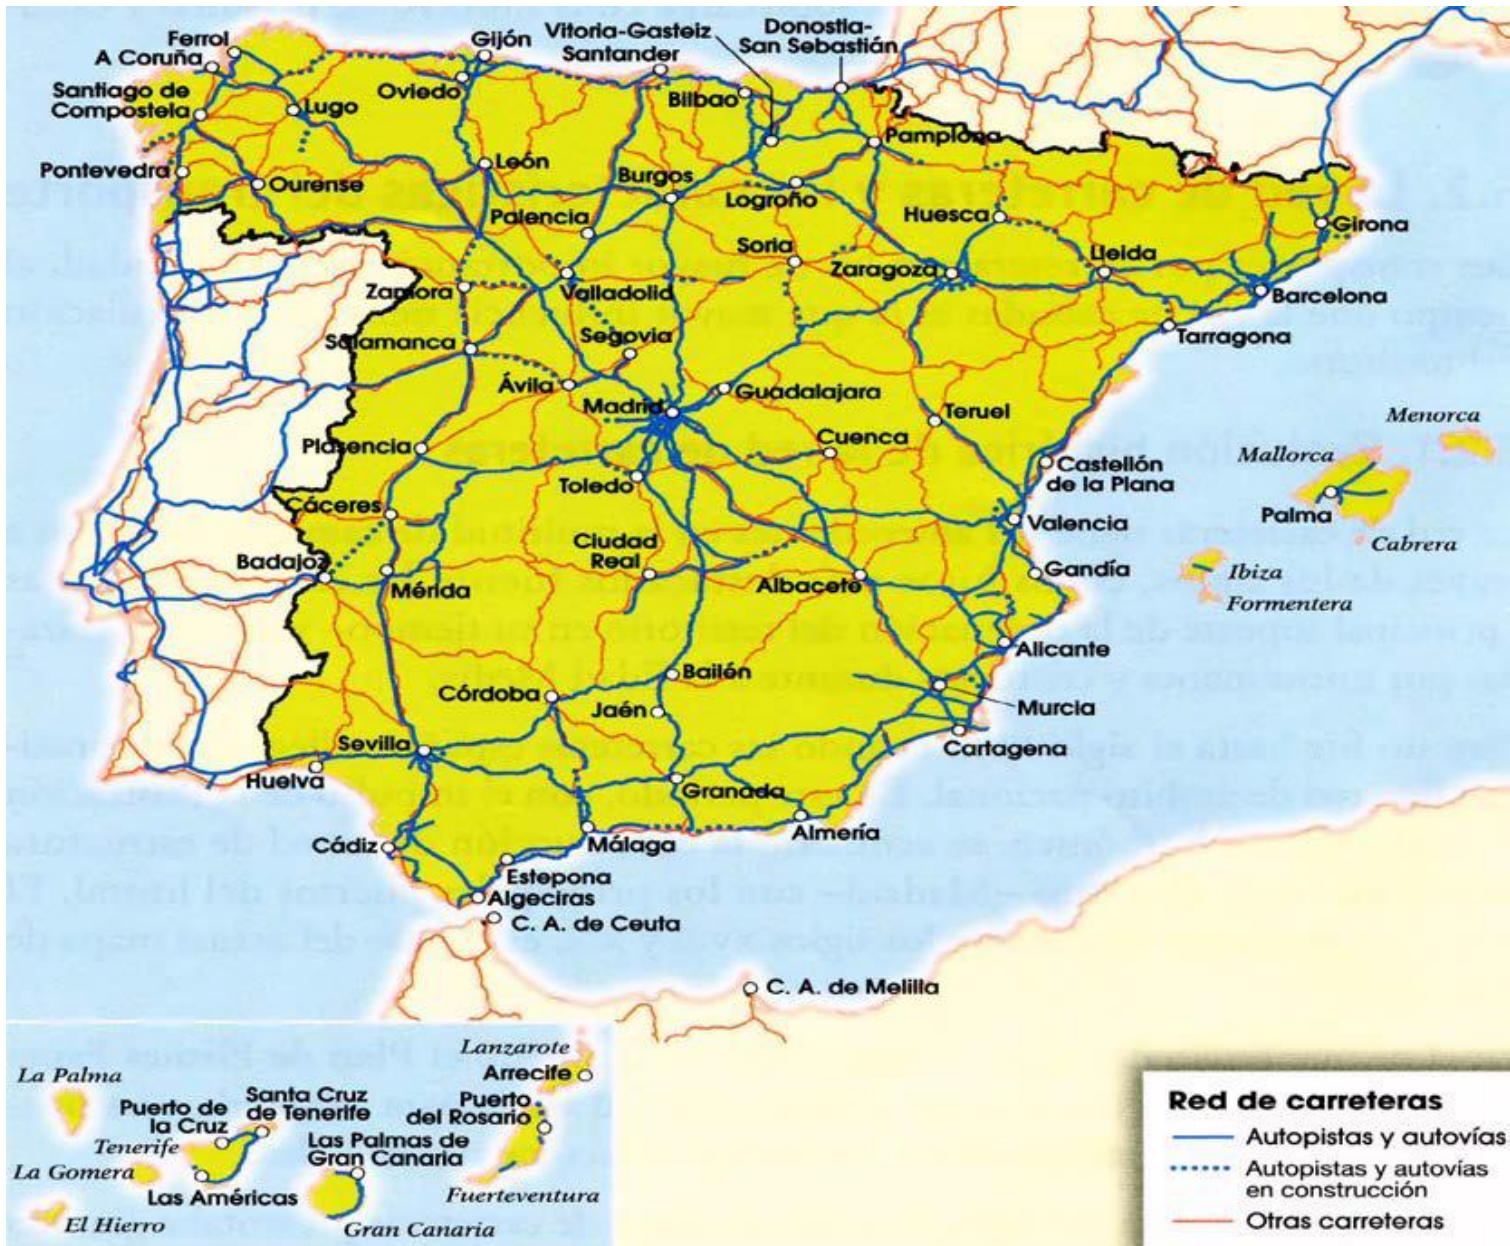 Ferrol
A Coruña
Santiago de
Compostela
Lugo
Pontevedra
Ourense
Gijón
Oviedo
León
Vitoria-Gasteiz
Santander
Donostia-
San Sebastián
Bilbao
Pamplona
Burgos
Logroño
Palencia
Huesca
Girona
Soria
Lleida
Zaragoza
Barcelona
Zamora
Valladolid
Tarragona
Salamanca
Segovia
Ávila
Guadalajara
Madrid
Teruel
Menorca
Plasencia
Cuenca
Mallorca
Castellón
de la Plana
Toledo
Palma
Cáceres
Valencia
Cabrera
Ciudad
Real
Badajoz
Mérida
Albacete
Gandía
Ibiza
Formentera
Alicante
Bailén
Córdoba
Jaén
Murcia
Sevilla
Cartagena
Huelva
Granada
Almería
Cádiz
Málaga
Estepona
Algeciras
C. A. de Ceuta
C. A. de Melilla
Lanzarote
Arrecife
La Palma
Puerto de
la Cruz
Santa Cruz
de Tenerife
Puerto
del Rosario
Tenerife
Las Palmas de
Gran Canaria
La Gomera
Las Américas
Fuerteventura
El Hierro
Gran Canaria
Red de carreteras
Autopistas y autovías
Autopistas y autovías
en construcción
Otras carreteras